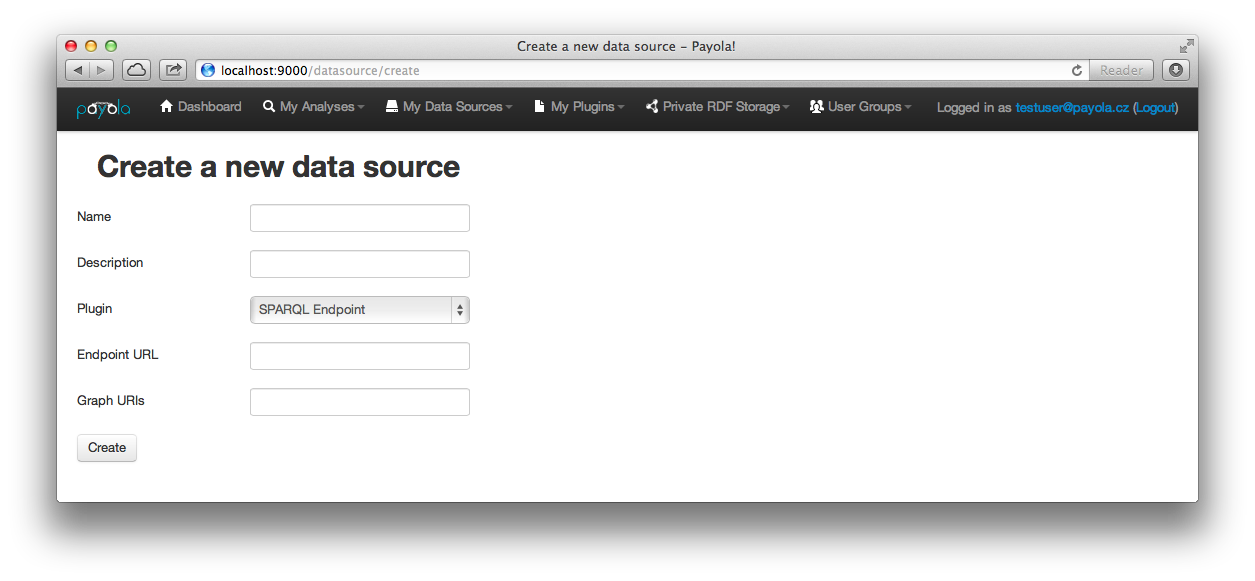 Create a new data source – Payola!
localhost:9000/datasource/create Reader
payola Dashboard My Analyses My Data Sources My Plugins Private RDF Storage User Groups Logged in as testuser@payola.cz (Logout)
Create a new data source
Name
Description
Plugin SPARQL Endpoint
Endpoint URL
Graph URIs
Create